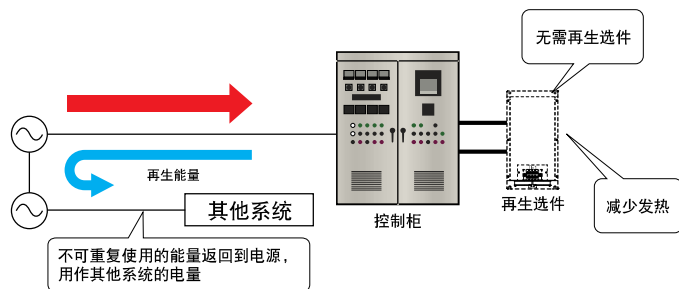 无需再生选件
再生能量
其他系统
控制柜
再生选件
减少发热
不可重复使用的能量返回到电源，
用作其他系统的电量